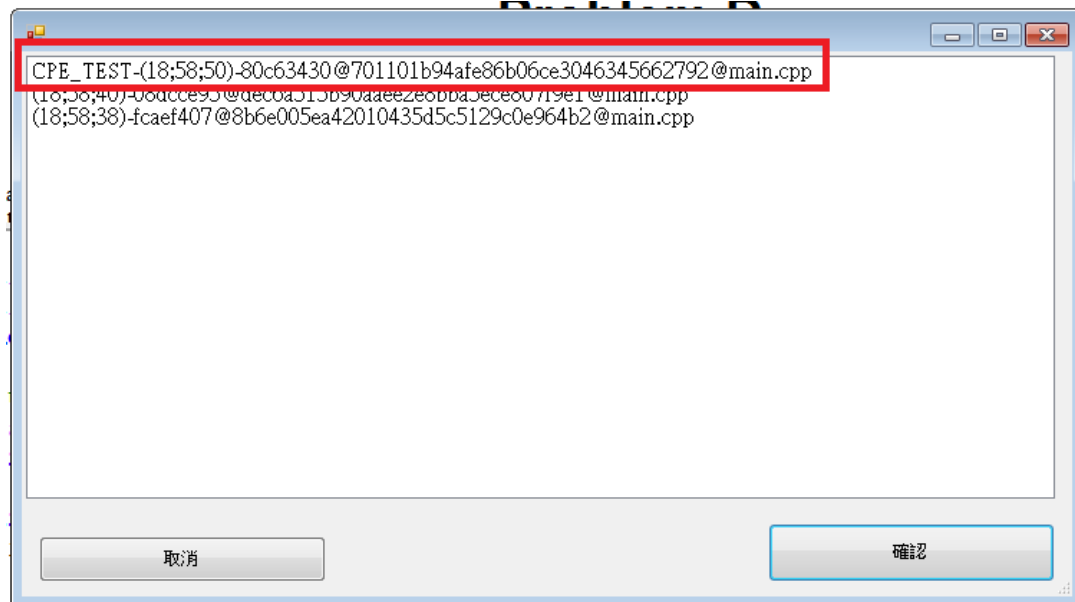 CPE_TEST-(18;58;50)-80c63430@701101b94afe86b06ce3046345662792@main.cpp
(18;58;38)-fcaef407@8b6e005ea42010435d5c5129c0e964b2@main.cpp
取消
確認